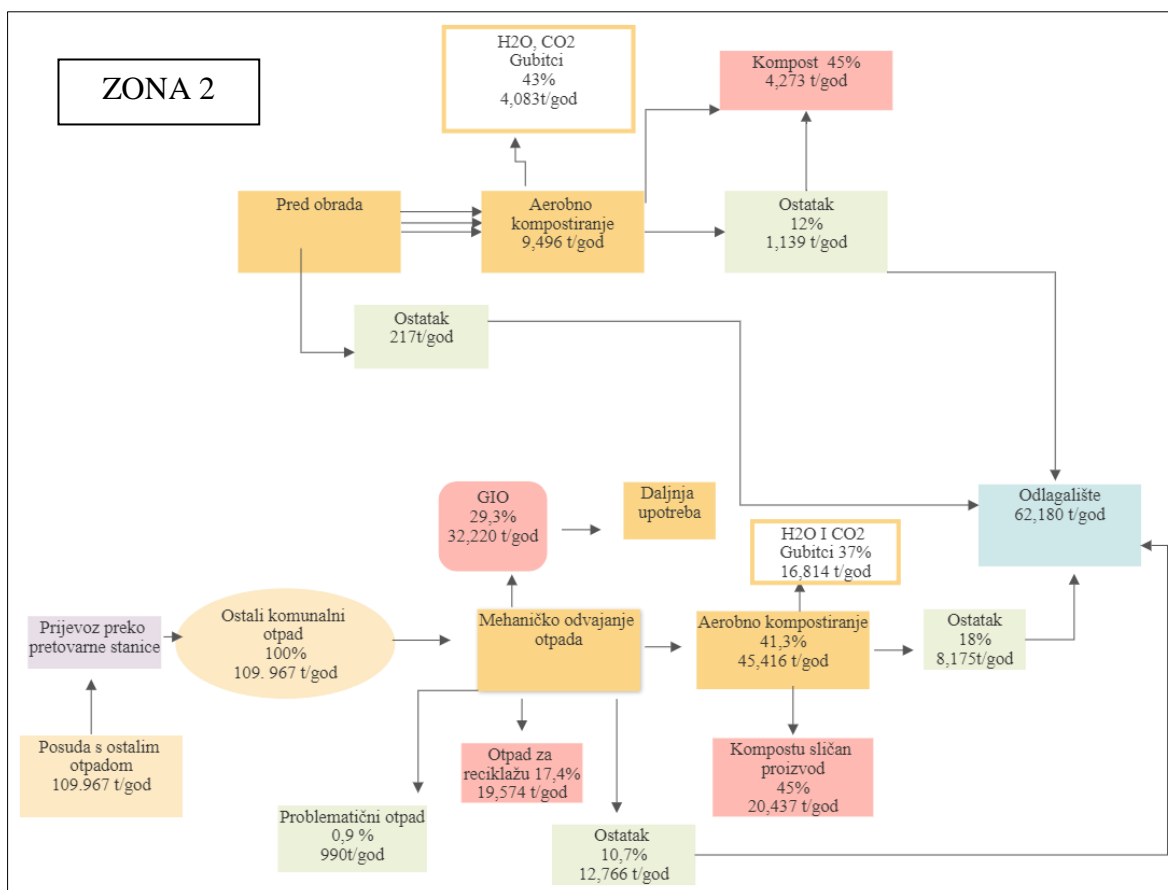 ZONA 2
H2O, CO2
Gubitci
43%
4,083t/god
Kompost 45%
4,273 t/god
Pred obrada
Aerobno
kompostiranje
9,496 t/god
Ostatak
12%
1,139 t/god
Ostatak
217t/god
GIO
29,3%
32,220 t/god
Daljnja
upotreba
Odlagalište
62,180 t/god
H2O I CO2
Gubitci 37%
16,814 t/god
Prijevoz preko
pretovarne stanice
Ostali komunalni
otpad
100%
109. 967 t/god
Mehaničko odvajanje
otpada
Aerobno kompostiranje
41,3%
45,416 t/god
Ostatak
18%
8,175t/god
Posuda s ostalim
otpadom
109.967 t/god
Otpad za
reciklažu 17,4%
19,574 t/god
Kompostu sličan
proizvod
45%
20,437 t/god
Problematični otpad
0,9 %
990t/god
Ostatak
10,7%
12,766 t/god